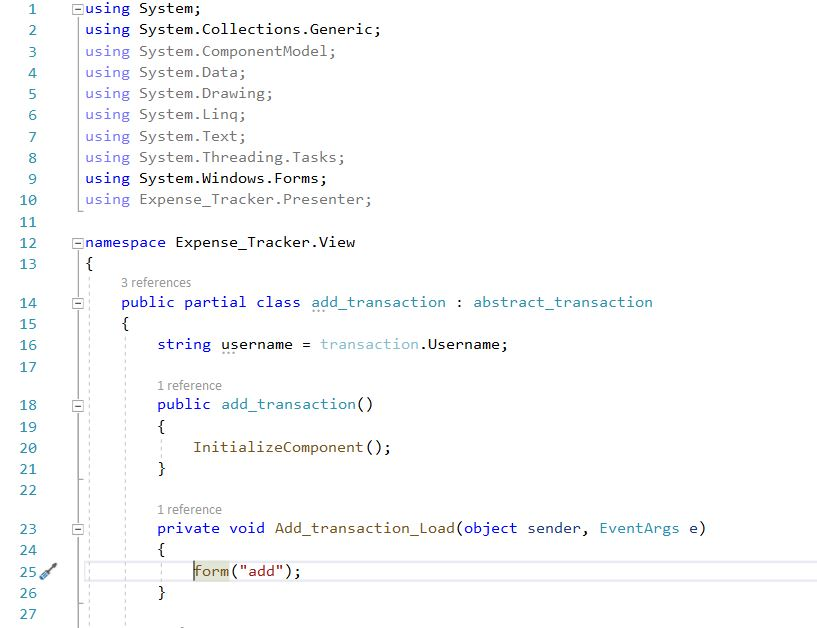 1 using System;
2 using System.Collections.Generic;
3 using System.ComponentModel;
4 using System.Data;
5 using System.Drawing;
6 using System.Linq;
7 using System.Text;
8 using System.Threading.Tasks;
9 using System.Windows.Forms;
10 using Expense_Tracker.Presenter;
11
12 namespace Expense_Tracker.View
13 {
3 references
14 public partial class add_transaction : abstract_transaction
15 {
16 string username = transaction.Username;
17
1 reference
18 public add_transaction()
19 {
20 InitializeComponent();
21 }
22
1 reference
23 private void Add_transaction_Load(object sender, EventArgs e)
24 {
25 form("add");
26 }
27